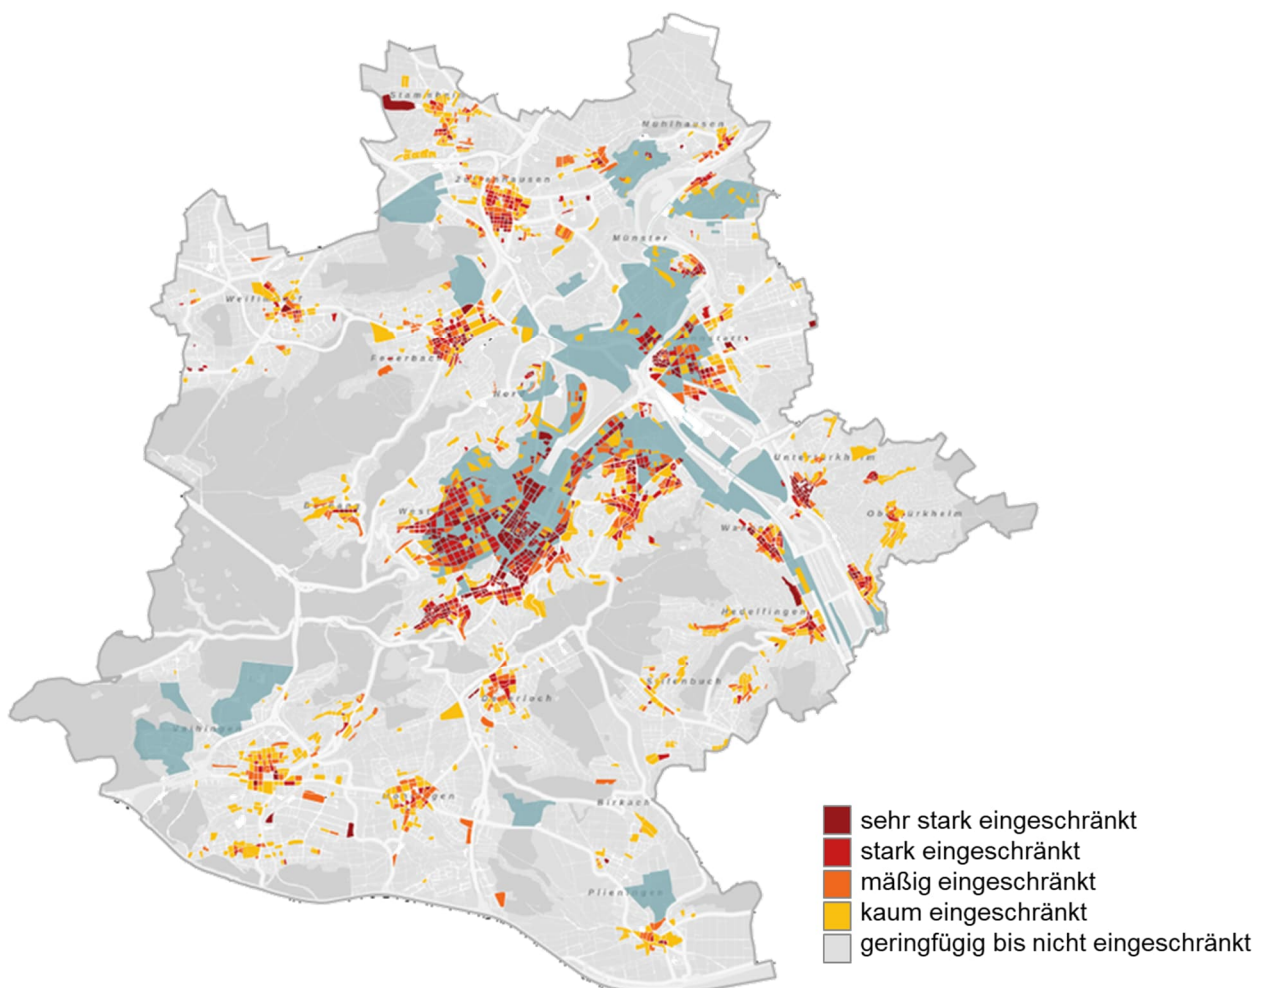 Stammheim
Mühlhausen
Zuffenhausen
Münster
Weilimdorf
Feuerbach
Nord
Untertürkheim
Botnang
West
Obertürkheim
Wangen
Hedelfingen
Sillenbuch
Degerloch
Vaihingen
Möhringen
Birkach
Plieningen
sehr stark eingeschränkt
stark eingeschränkt
mäßig eingeschränkt
kaum eingeschränkt
geringfügig bis nicht eingeschränkt